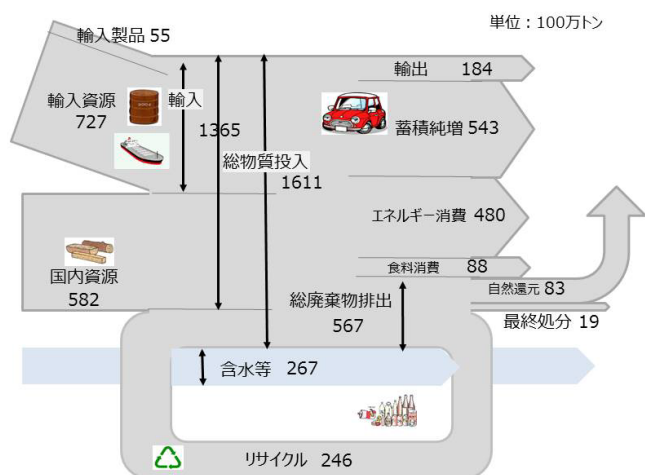 単位：100万トン
輸入製品 55
輸入資源
727
輸入
1365
総物質投入
1611
輸出 184
蓄積純増 543
エネルギー消費 480
食料消費 88
自然還元 83
最終処分 19
国内資源
582
総廃棄物排出
567
含水等 267
リサイクル 246